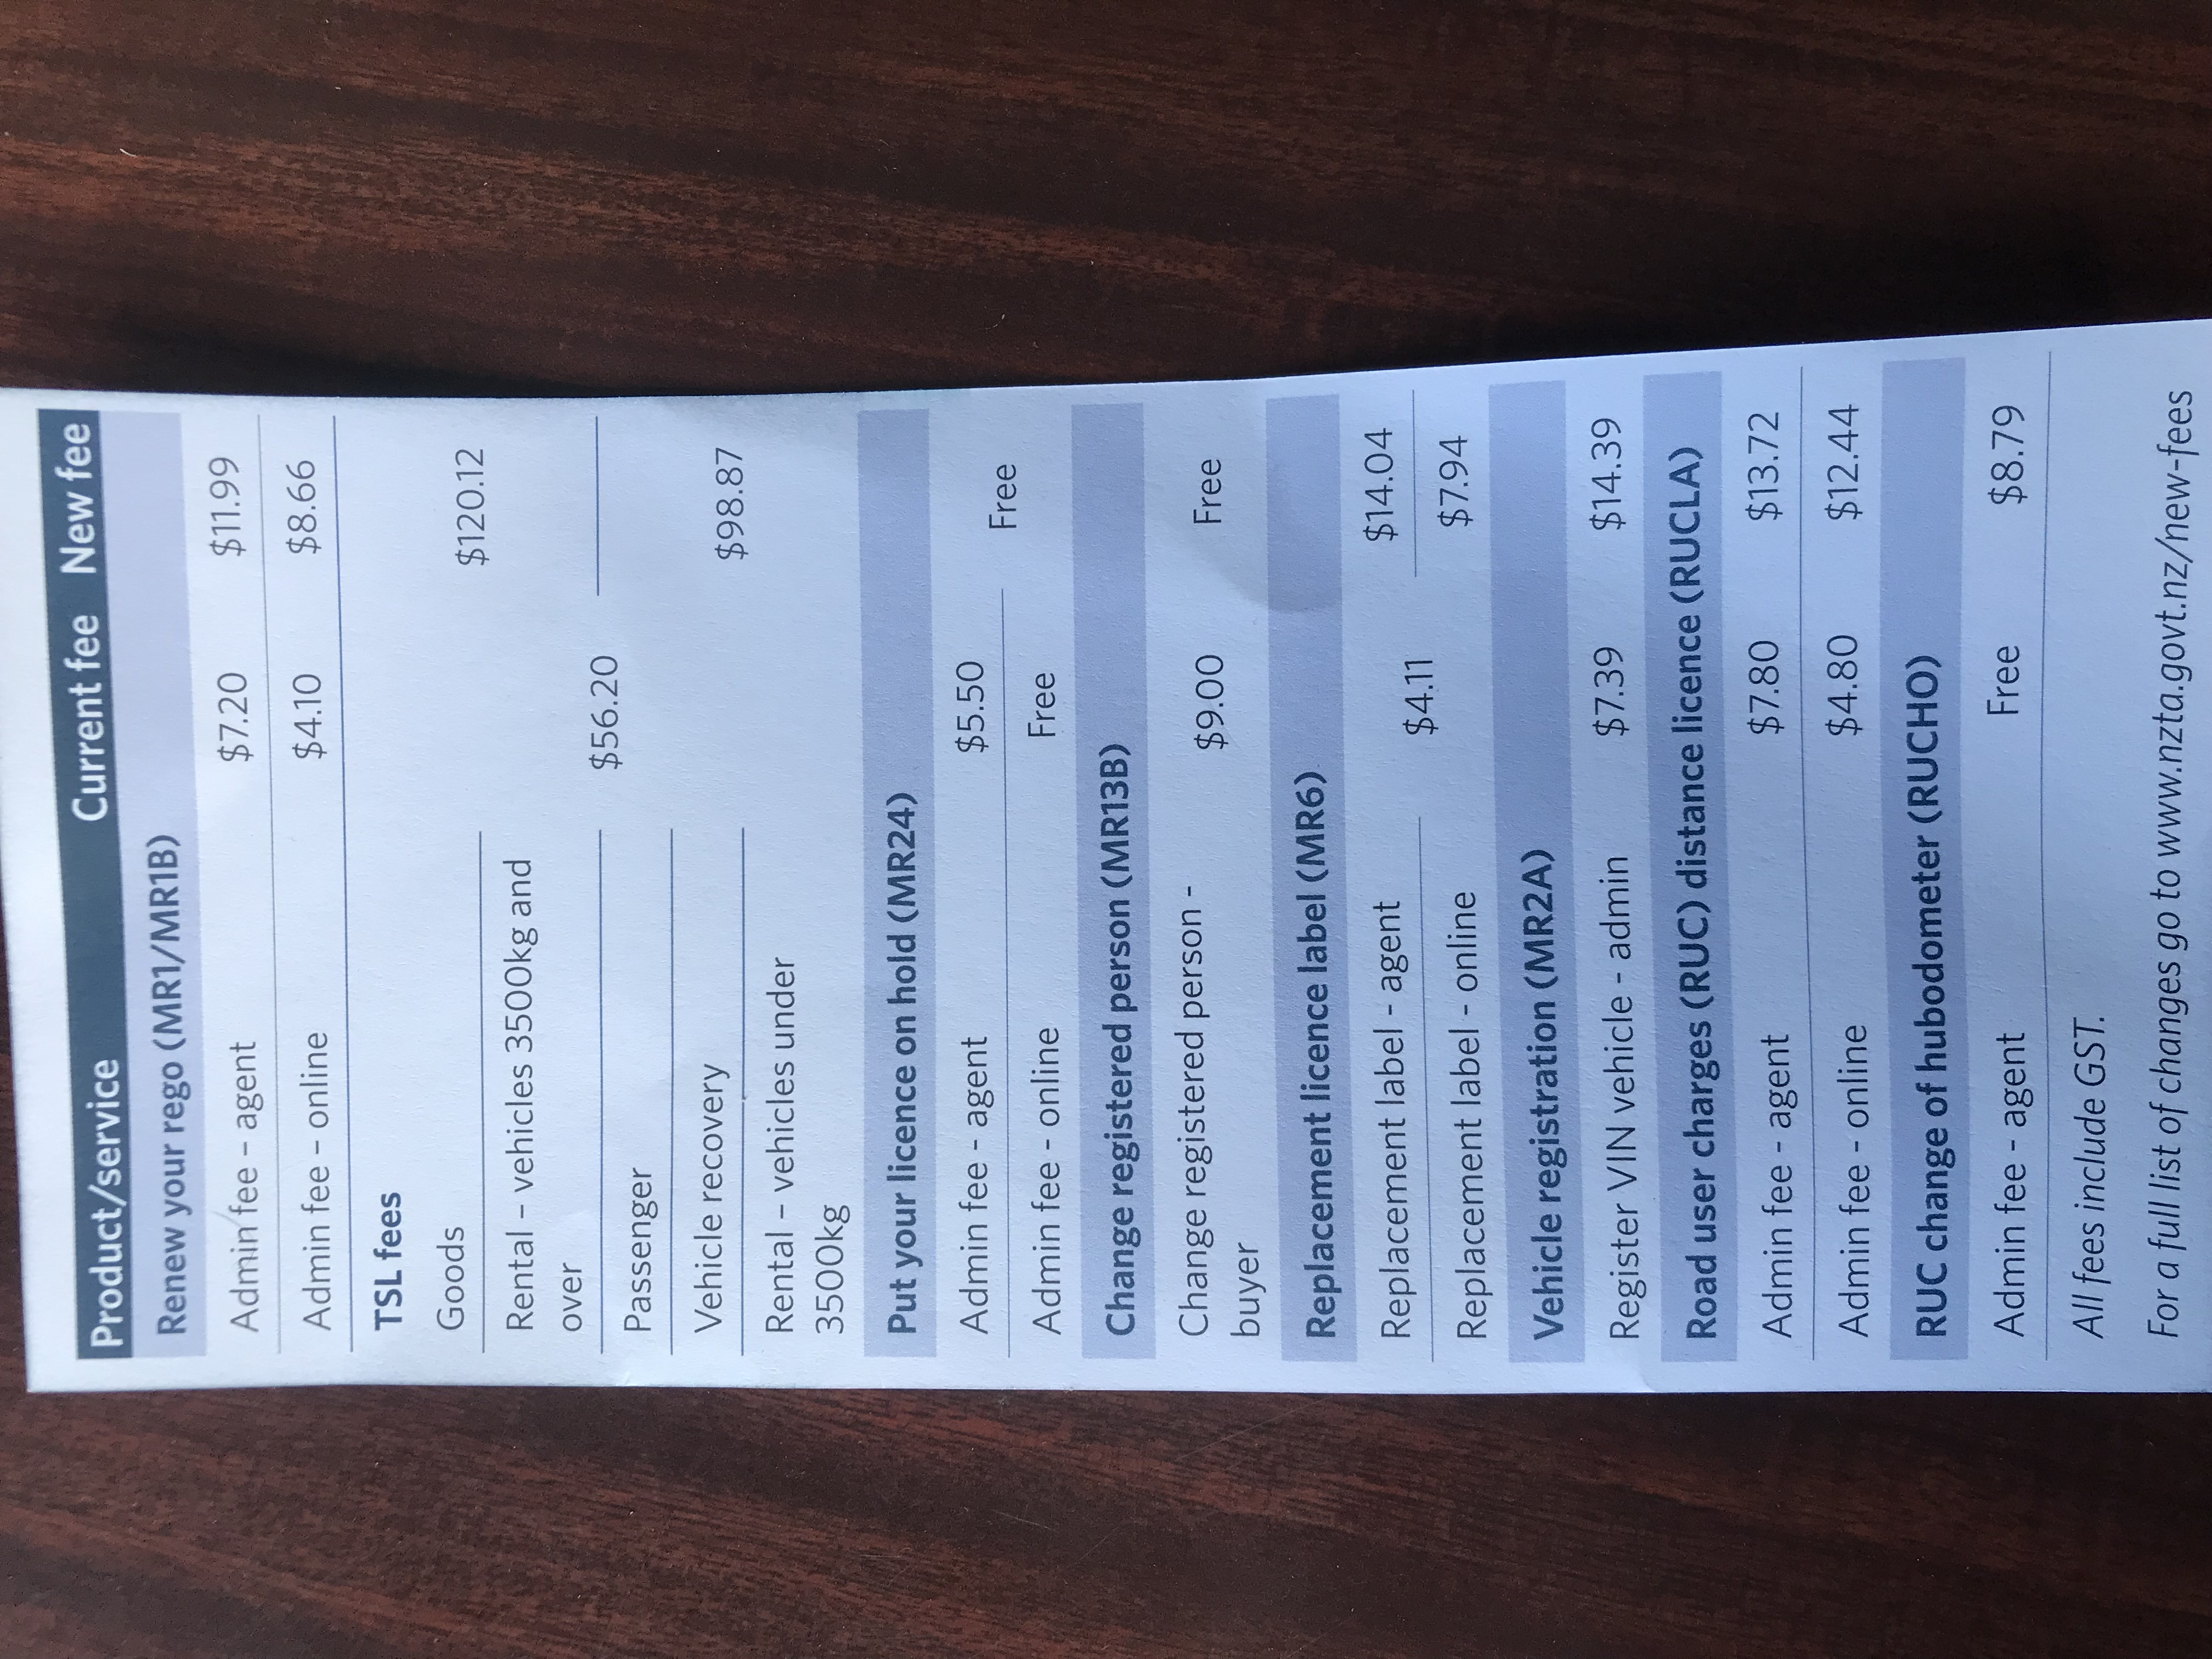 Product/service Current fee New fee
Renew your rego (MR1/MR1B)
Admin fee – agent $7.20 $11.99
Admin fee – online $4.10 $8.66
TSL fees
Goods
$120.12
Rental – vehicles 3500kg and
over
$56.20
Passenger
Vehicle recovery
$98.87
Rental – vehicles under
3500kg
Put your licence on hold (MR24)
Admin fee – agent $5.50
Free
Admin fee - online Free
Change registered person (MR13B)
Change registered person - $9.00 Free
buyer
Replacement licence label (MR6)
Replacement label - agent $14.04
$4.11
Replacement label - online $7.94
Vehicle registration (MR2A)
Register VIN vehicle - admin $7.39 $14.39
Road user charges (RUC) distance licence (RUCLA)
Admin fee - agent $7.80 $13.72
Admin fee - online $4.80 $12.44
RUC change of hubodometer (RUCHO)
Admin fee - agent Free $8.79
All fees include GST.
For a full list of changes go to www.nzta.govt.nz/new-fees